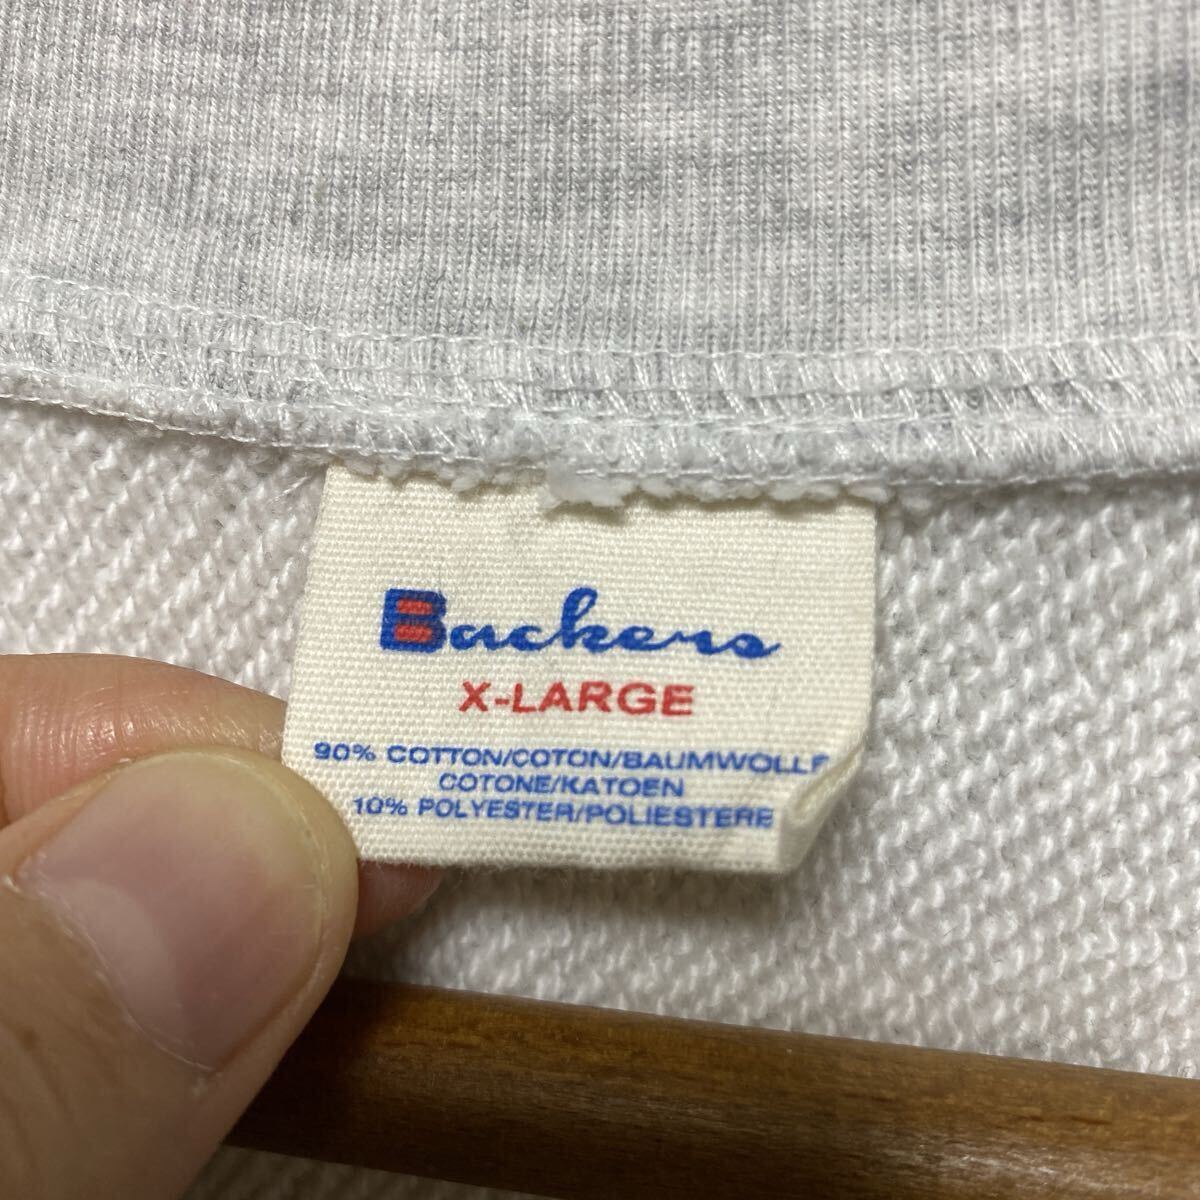 Backers
X-LARGE
90% COTTON/COTON/BAUMWOLLE
COTONE/KATOEN
10% POLYESTER/POLIESTERE